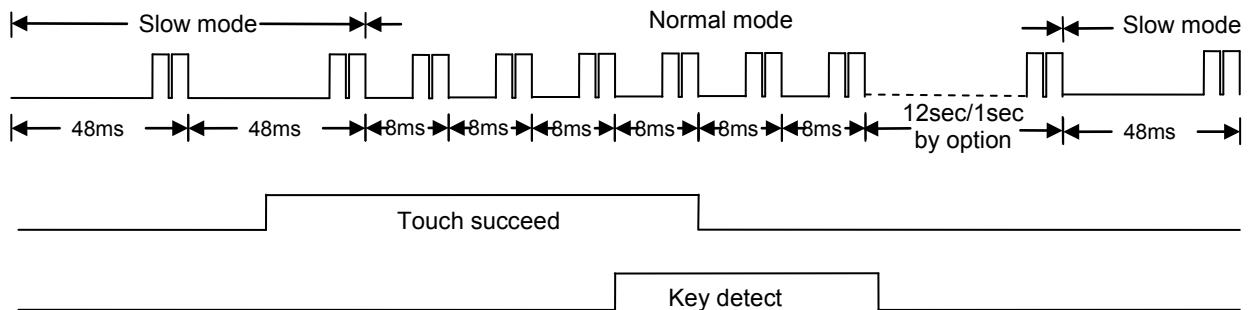 Slow mode Normal mode Slow mode
48ms 48ms 8ms 8ms 8ms 8ms 8ms 8ms 12sec/1sec 48ms
by option
Touch succeed
Key detect